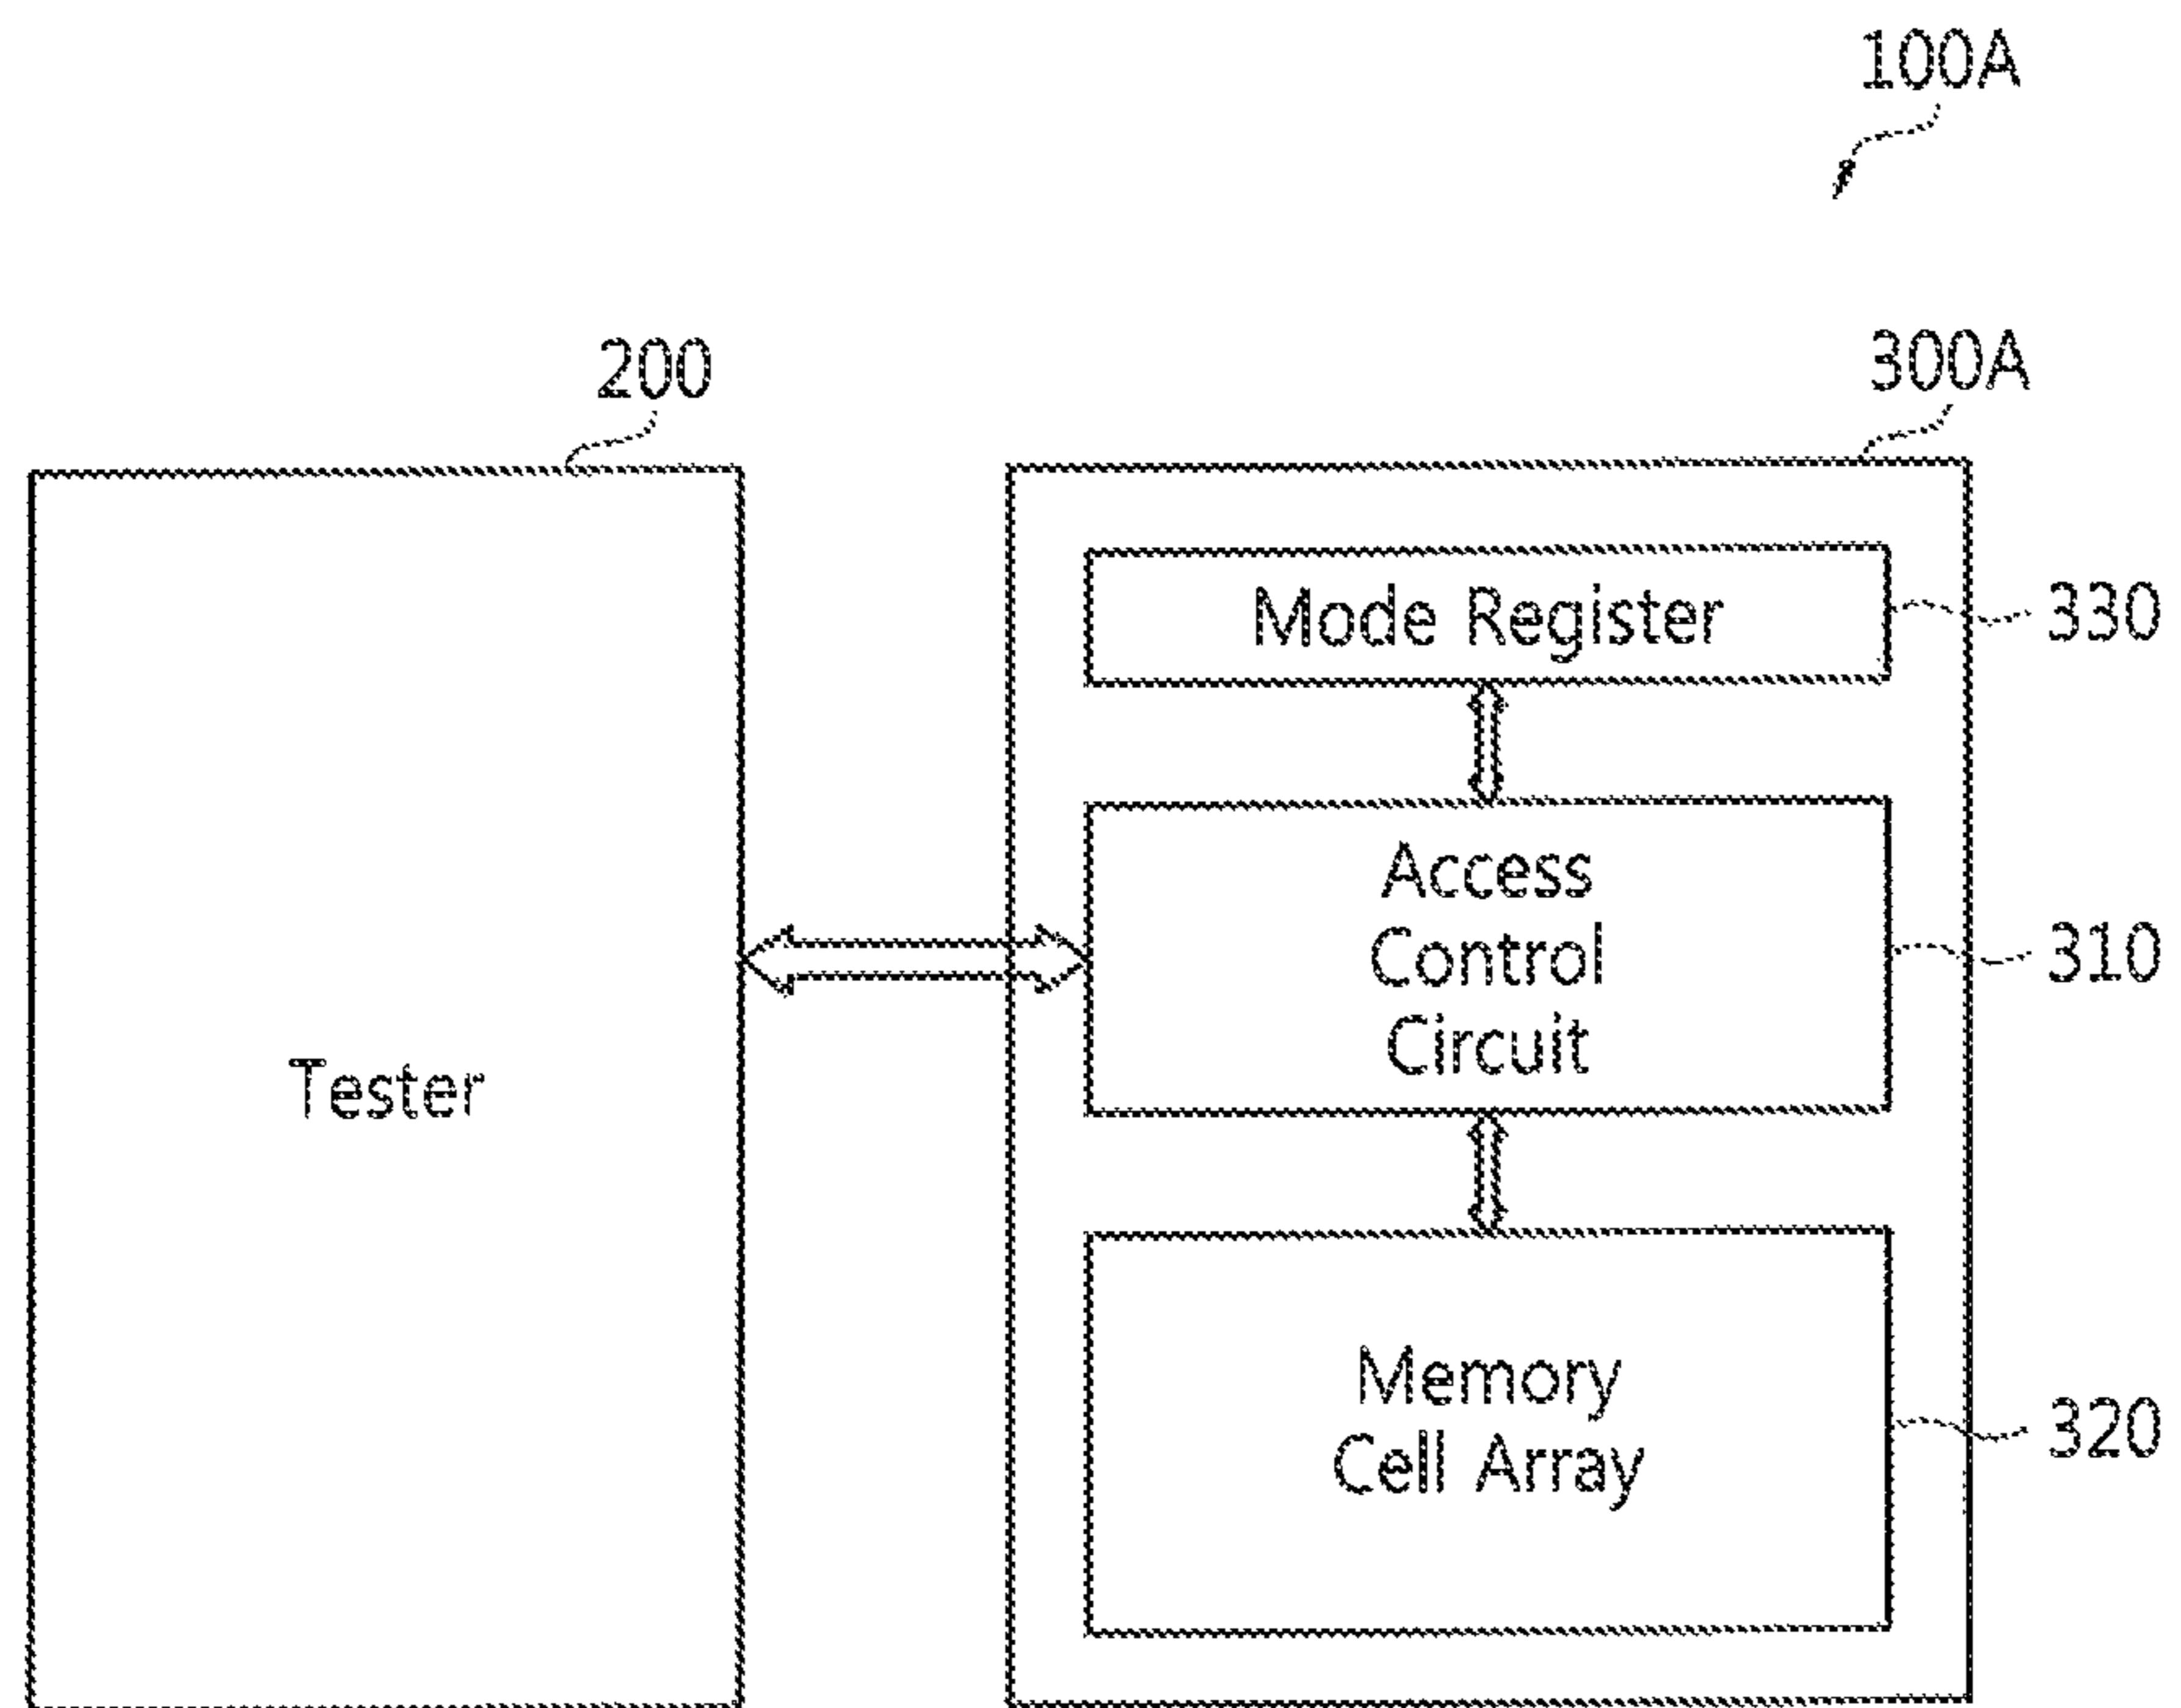 100A
200
300A
Mode Register
330
Access
Control
Circuit
310
Tester
Memory
Cell Array
320